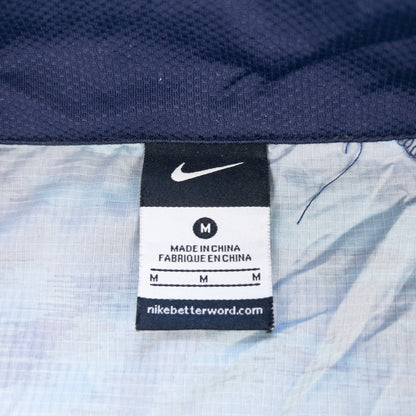 M
MADE IN CHINA
FABRIQUE EN CHINA
M M M
nikebetterword.com